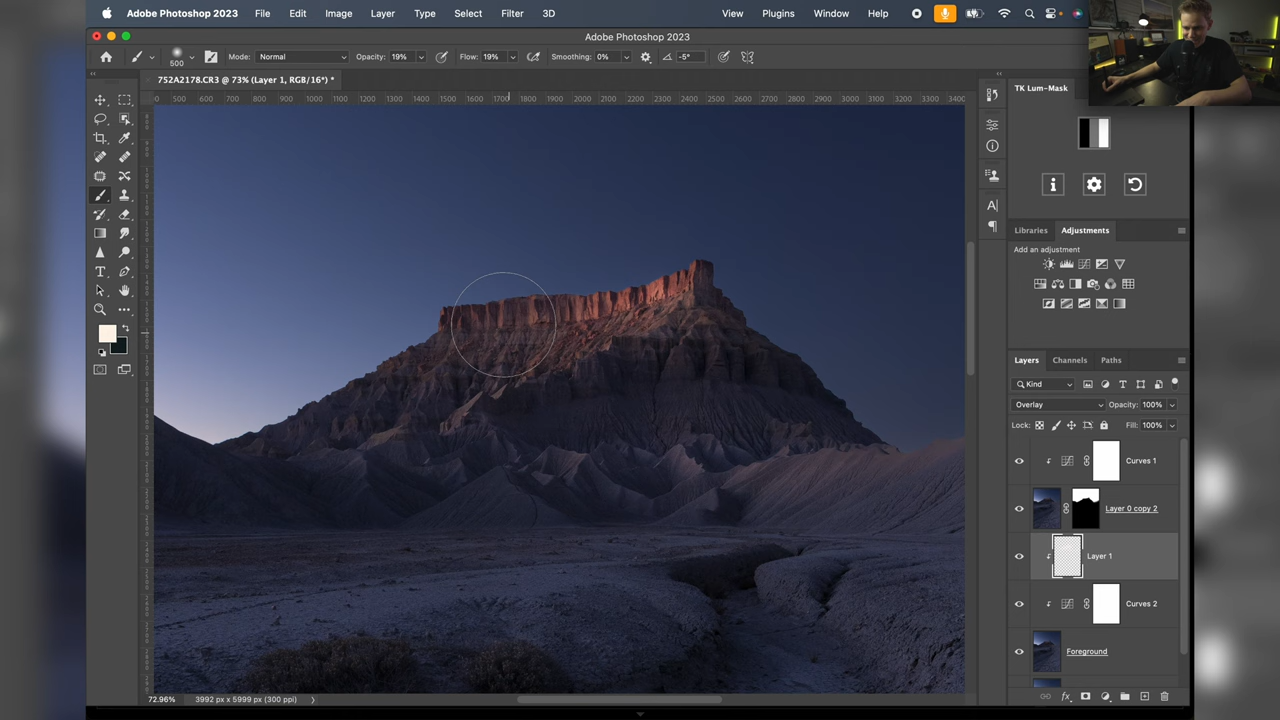 Adobe Photoshop 2023 File Edit Image Layer Type Select Filter 3D View Plugins Window Help
Adobe Photoshop 2023
500 Mode: Normal Opacity: 19% Flow: 19% Smoothing: 0% -5°
752A2178.CR3 @ 73% (Layer 1, RGB/16*) *
500 600 700 800 900 1000 1100 1200 1300 1400 1500 1600 1700 1800 1900 2000 2100 2200 2300 2400 2500 2600 2700 2800 2900 3000 3100 3200 3300 3400
TK Lum-Mask
Libraries Adjustments
Add an adjustment
Layers Channels Paths
Kind
Overlay Opacity: 100%
Lock: Fill: 100%
Curves 1
Layer 0 copy 2
Layer 1
Curves 2
Foreground
72.96% 3992 px x 5999 px (300 ppi)